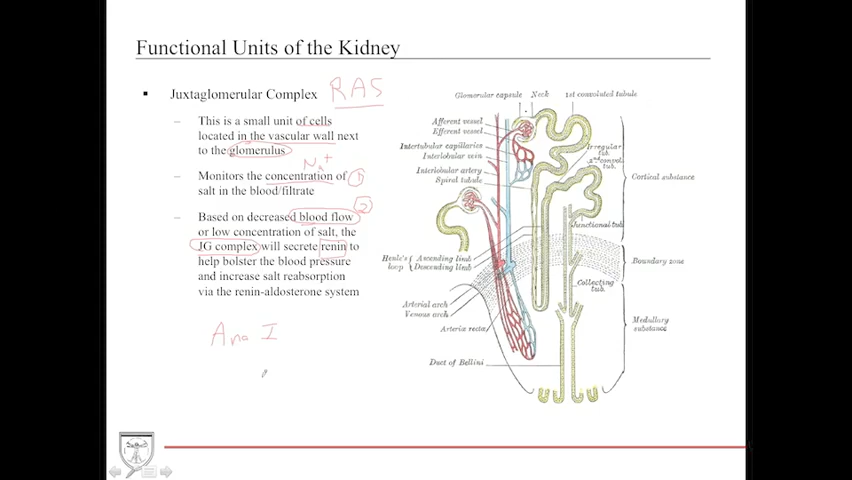 Functional Units of the Kidney
Juxtaglomerular Complex RAS
– This is a small unit of cells
located in the vascular wall next
to the glomerulus
Na+
– Monitors the concentration of 1
salt in the blood/filtrate
2
– Based on decreased blood flow
or low concentration of salt, the
JG complex will secrete renin to
help bolster the blood pressure
and increase salt reabsorption
via the renin-aldosterone system
Ang I
Glomerular capsule
Neck
1st convoluted tubule
Afferent vessel
Efferent vessel
Intertubular capillaries
Interlobular vein
Interlobular artery
Spiral tubule
Irregular
tub.
2nd convol.
tub.
Cortical substance
Junctional tub.
Henle's loop { Ascending limb
Descending limb
Boundary zone
Collecting
tub.
Arterial arch
Venous arch
Arteriæ rectæ
Medullary
substance
Duct of Bellini